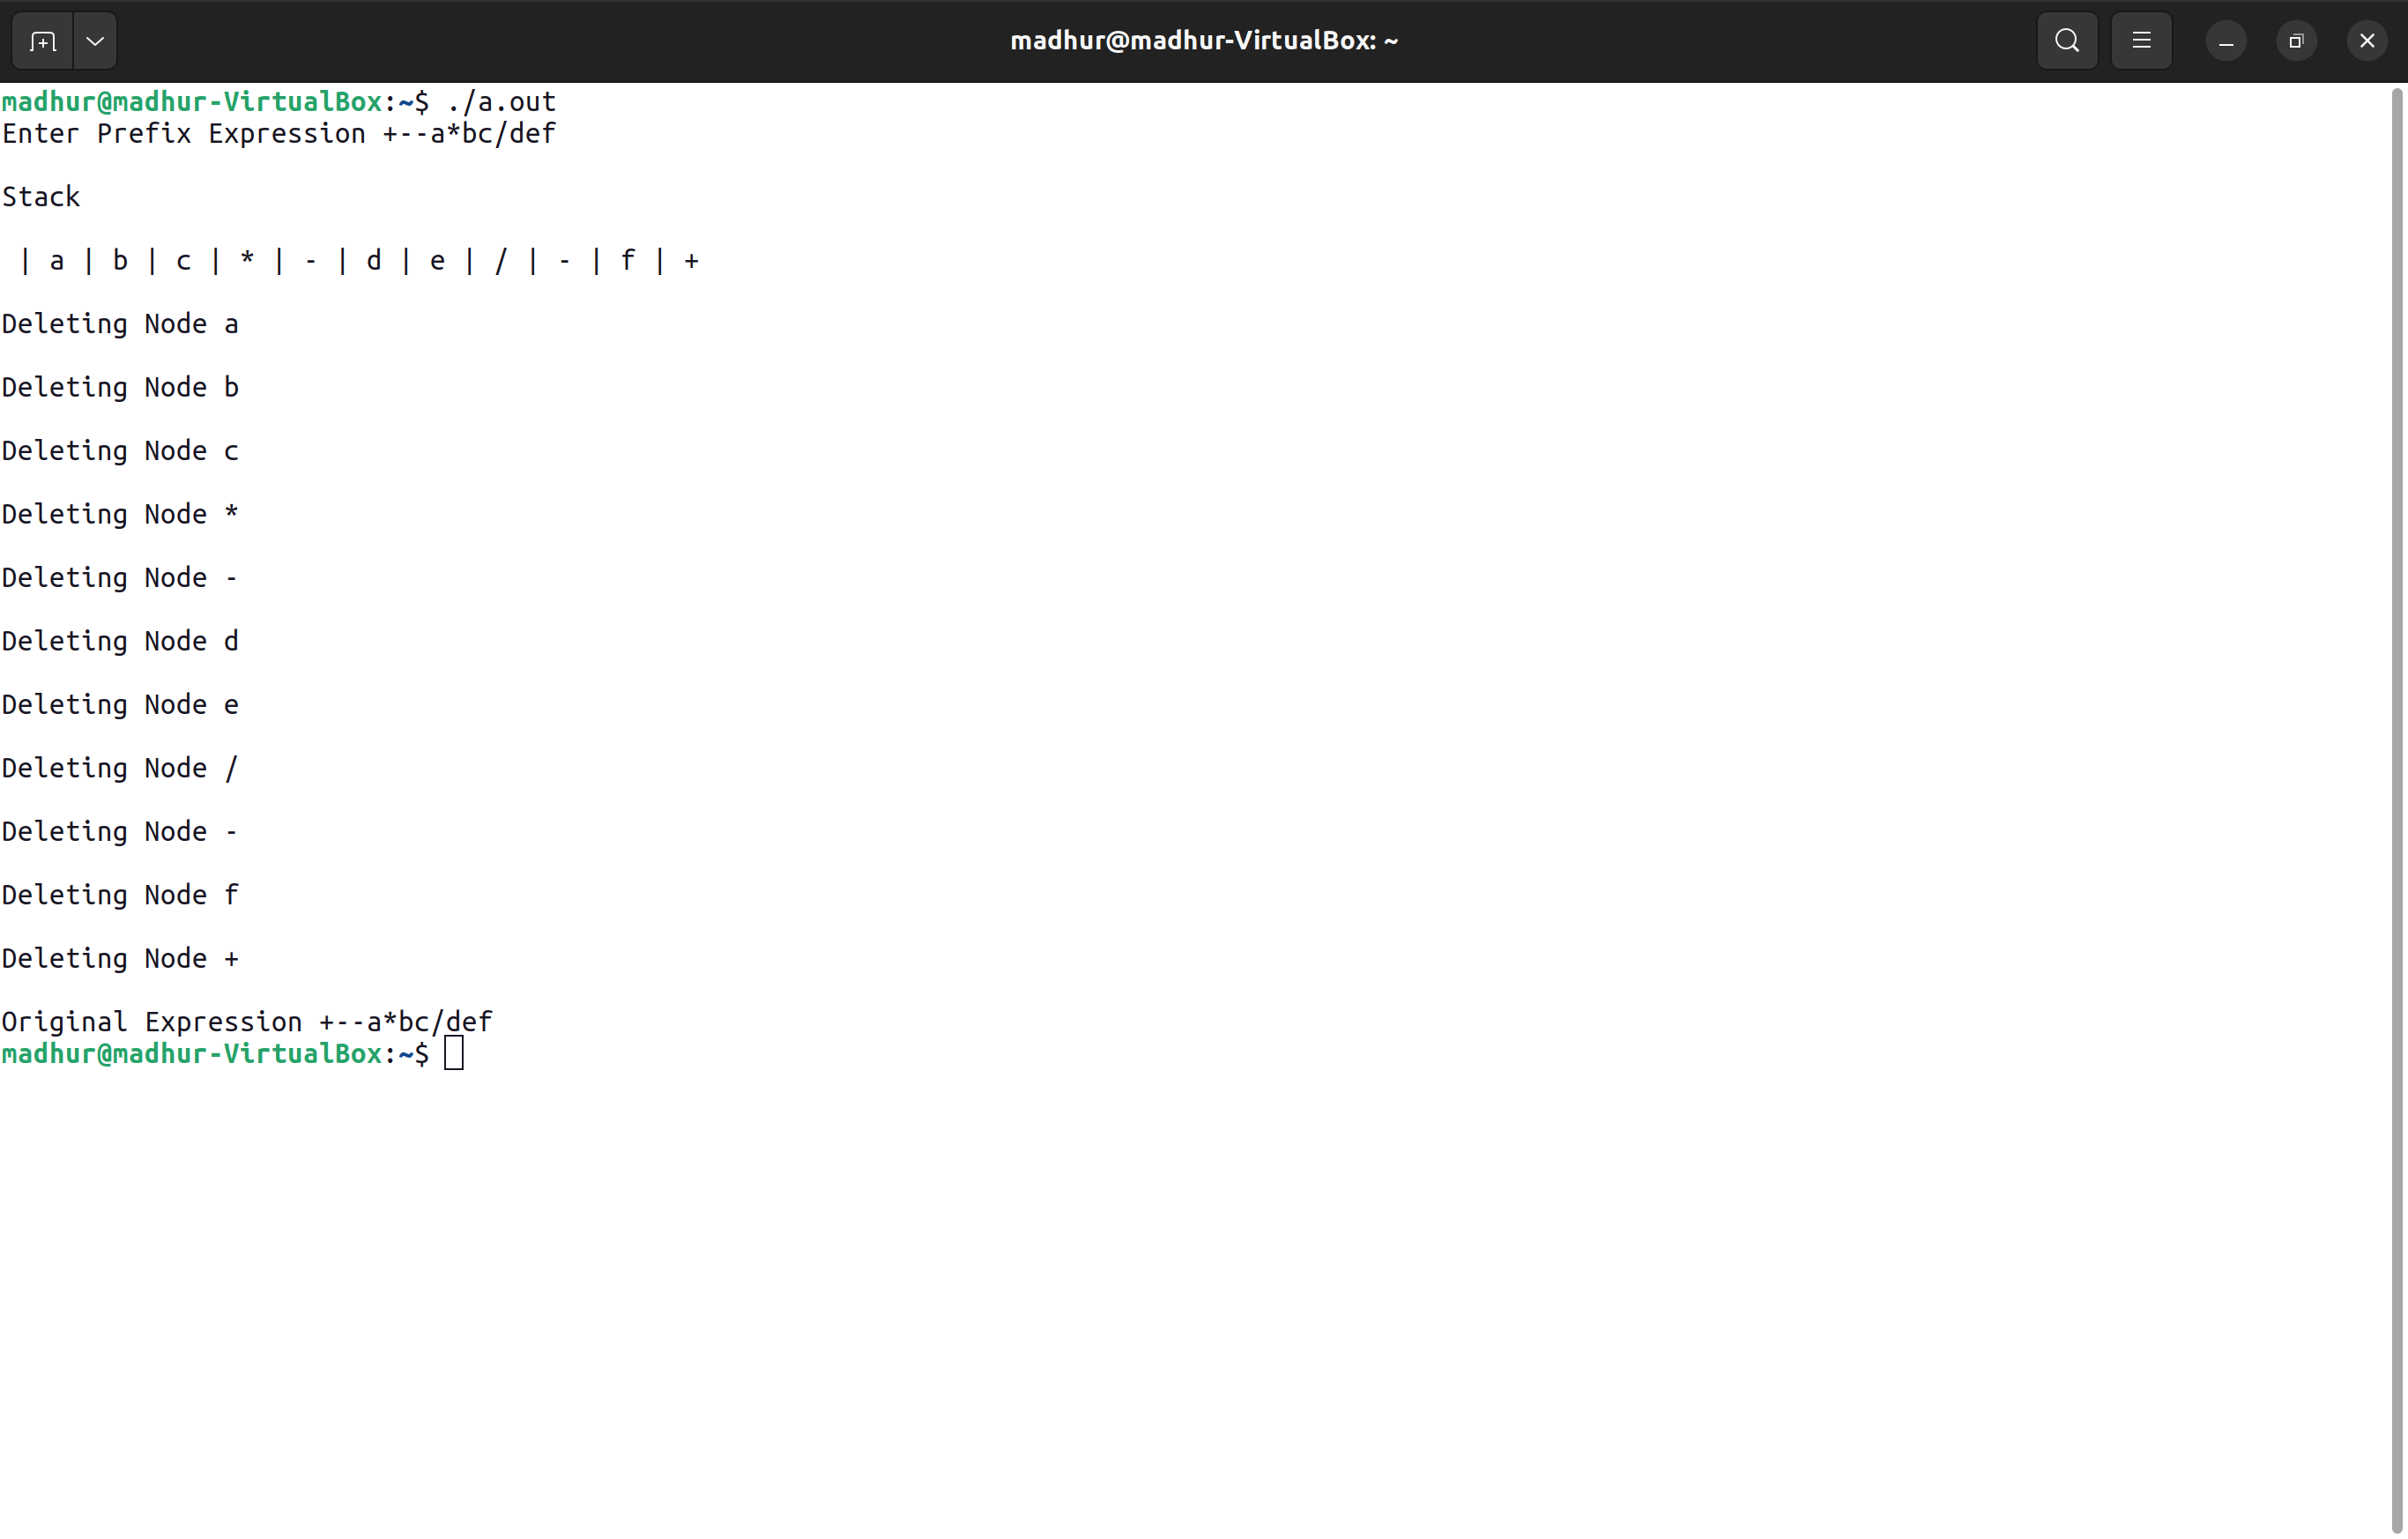 madhur@madhur-VirtualBox: ~
madhur@madhur-VirtualBox:~$ ./a.out
Enter Prefix Expression +--a*bc/def
Stack
| a | b | c | * | - | d | e | / | - | f | +
Deleting Node a
Deleting Node b
Deleting Node c
Deleting Node *
Deleting Node -
Deleting Node d
Deleting Node e
Deleting Node /
Deleting Node -
Deleting Node f
Deleting Node +
Original Expression +--a*bc/def
madhur@madhur-VirtualBox:~$